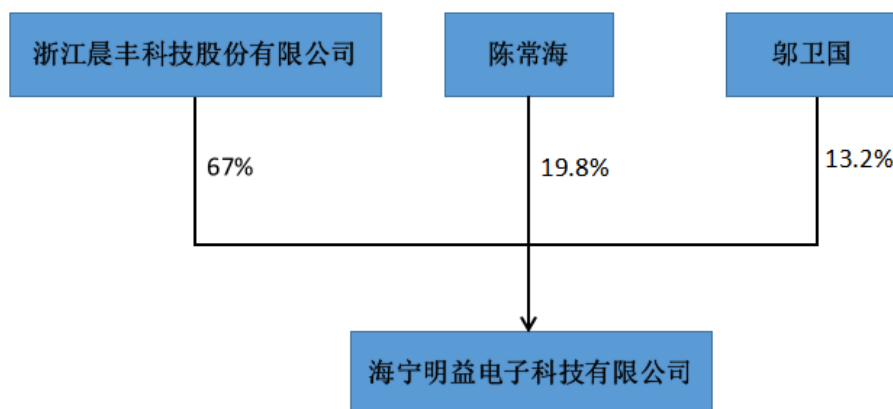 浙江晨丰科技股份有限公司
陈常海
邬卫国
67%
19.8%
13.2%
海宁明益电子科技有限公司